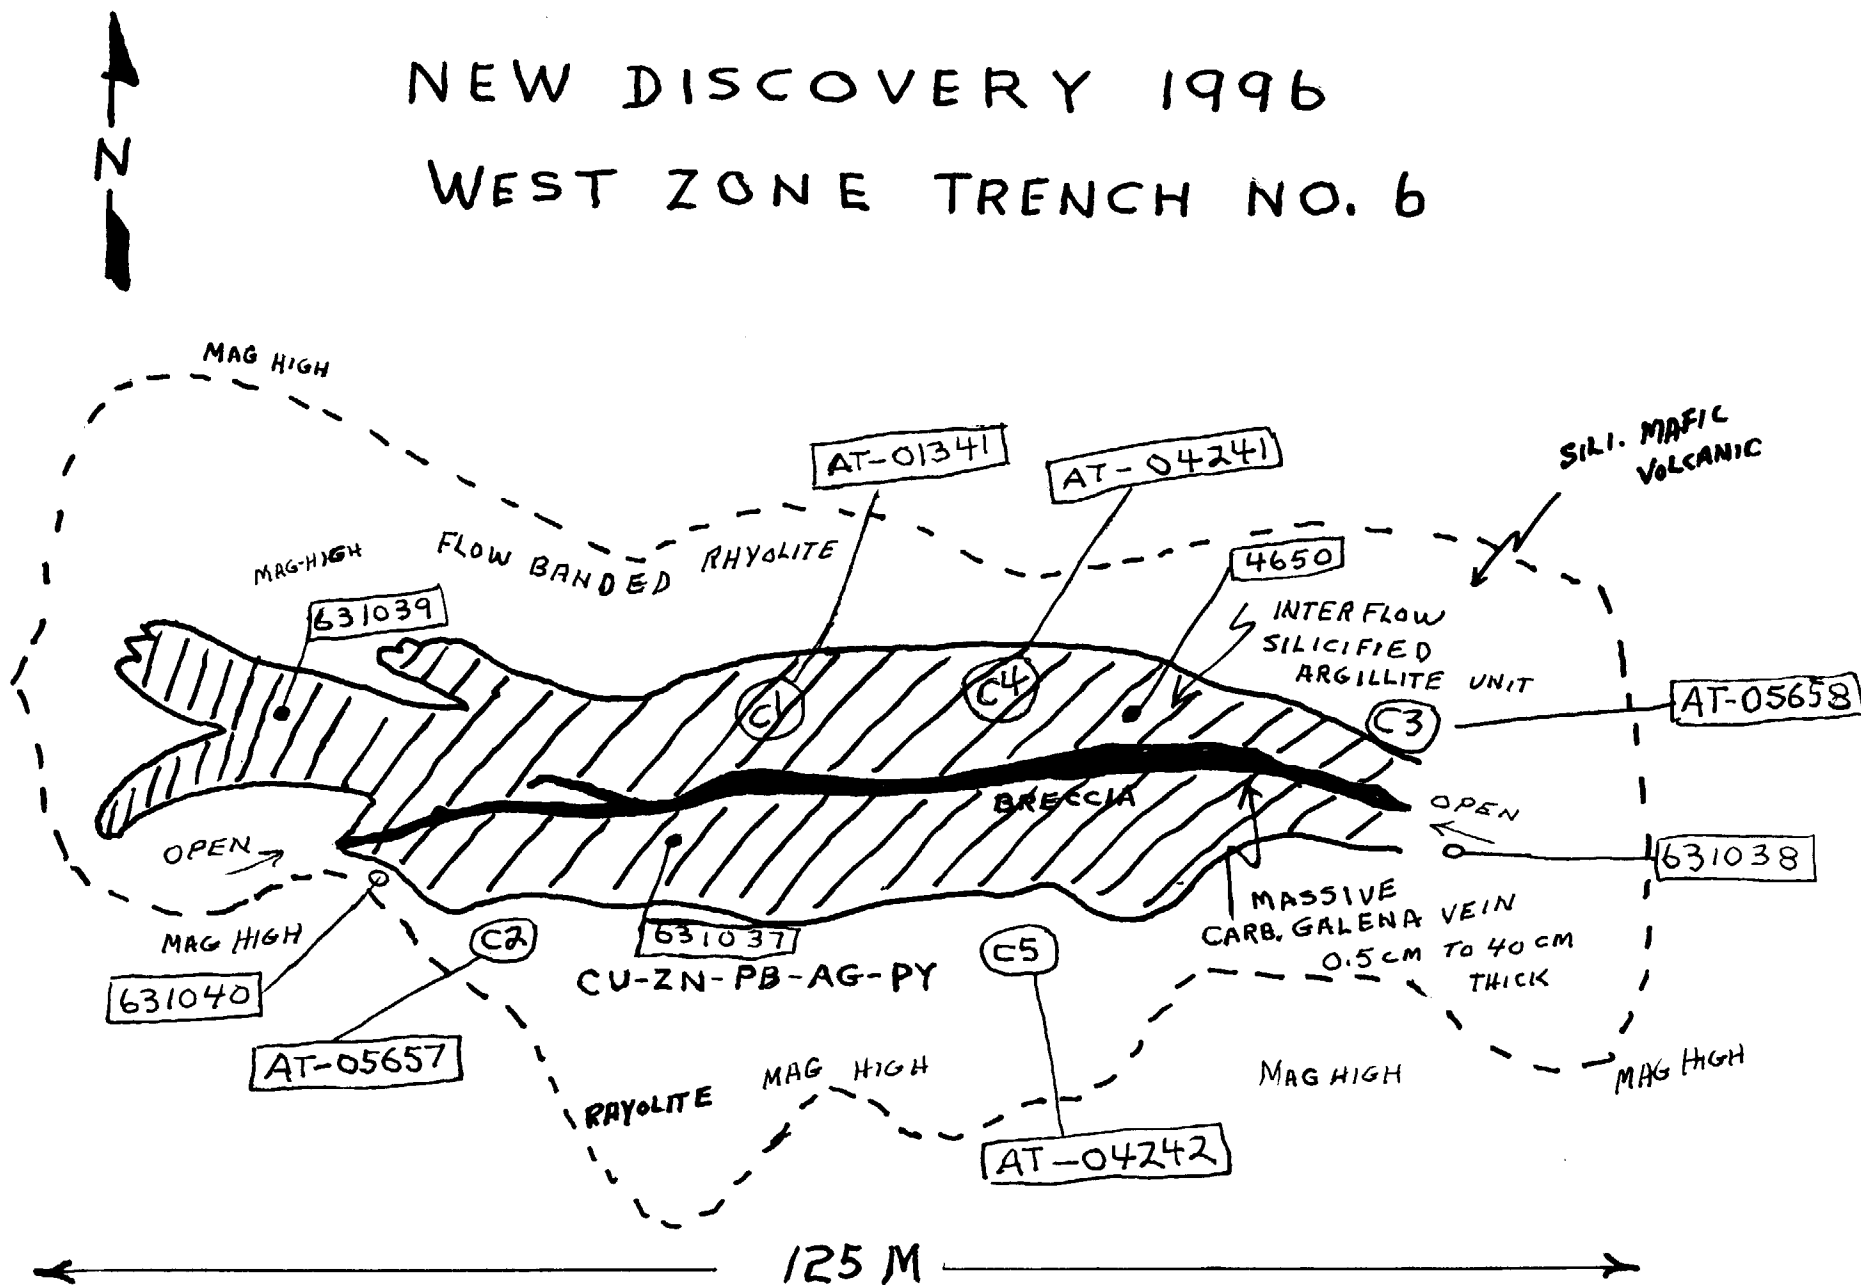 N
NEW DISCOVERY 1996
WEST ZONE TRENCH NO. 6
MAG HIGH
AT-01341
AT-04241
SILI. MAFIC
VOLCANIC
MAG-HIGH
FLOW BANDED RHYOLITE
4650
631039
INTERFLOW
SILICIFIED
ARGILLITE UNIT
C1
C4
C3
AT-05658
BRECCIA
OPEN
OPEN
631038
MASSIVE
CARB. GALENA VEIN
0.5 CM TO 40 CM
THICK
MAG HIGH
C2
631037
C5
CU-ZN-PB-AG-PY
631040
AT-05657
RAYOLITE
MAG HIGH
MAG HIGH
MAG HIGH
AT-04242
125 M